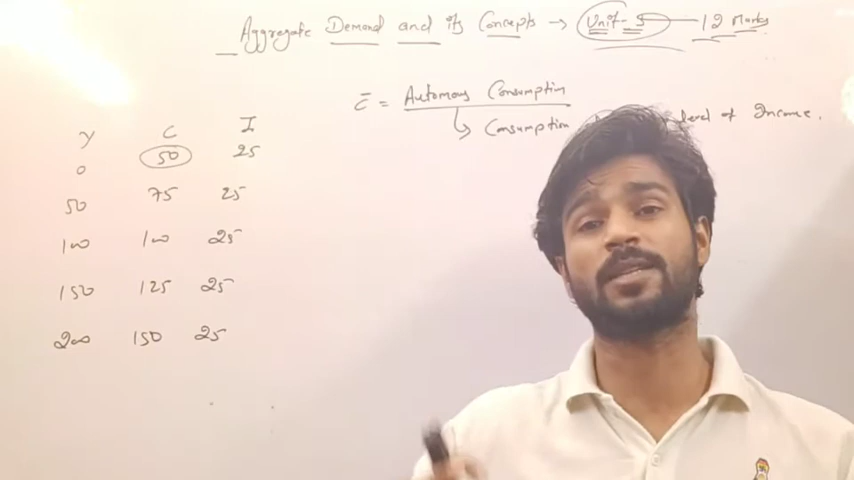 Aggregate Demand and its Concepts → Unit-5 — 12 Marks
C̄ = Automous Consumption
↳ Consumption level of Income.
Y C I
0 50 25
50 75 25
100 100 25
150 125 25
200 150 25